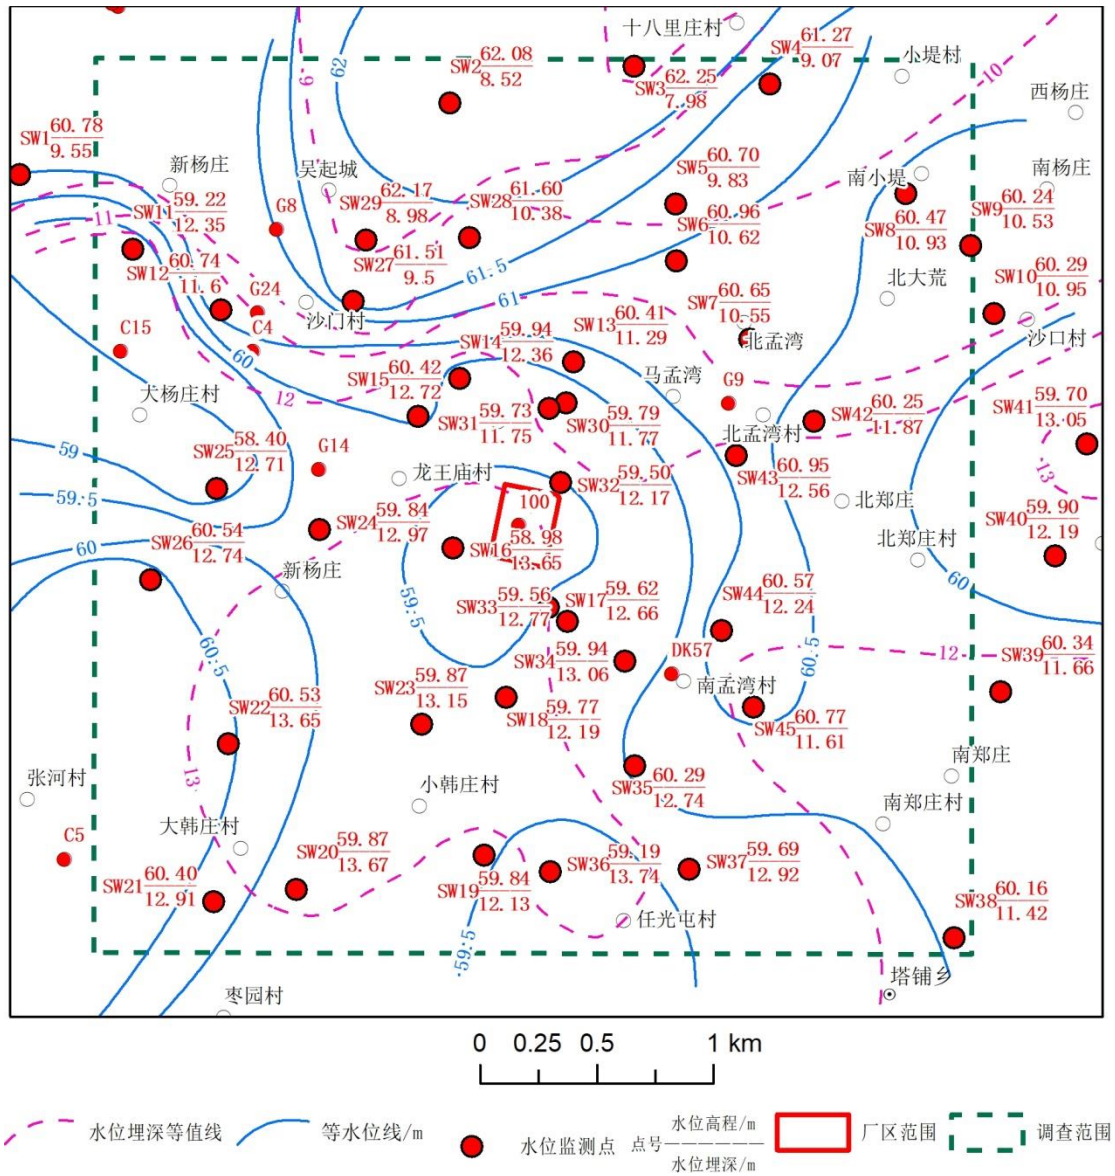 十八里庄村
SW2 62.08
8.52
SW3 62.25
7.98
SW4 61.27
9.07
小堤村
10
西杨庄
62
9
SW1 60.78
9.55
新杨庄
吴起城
SW5 60.70
9.83
南小堤
南杨庄
SW11 59.22
12.35
G8
SW29 62.17
8.98
SW28 61.60
10.38
SW6 60.96
10.62
SW8 60.47
10.93
SW9 60.24
10.53
11
SW12 60.74
11.6
SW27 61.51
9.5
61.5
61
北大荒
SW10 60.29
10.95
G24
沙门村
SW7 60.65
10.55
北孟湾
沙口村
C15
C4
60
SW14 59.94
12.36
SW13 60.41
11.29
SW15 60.42
12.72
12
马孟湾
G9
犬杨庄村
SW31 59.73
11.75
SW30 59.79
11.77
SW42 60.25
11.87
SW41 59.70
13.05
59
SW25 58.40
12.71
G14
北孟湾村
13
龙王庙村
SW32 59.50
12.17
SW43 60.95
12.56
59.5
100
北郑庄
SW24 59.84
12.97
SW26 60.54
12.74
SW16 58.98
13.65
SW40 59.90
12.19
60
新杨庄
北郑庄村
60
59.5
SW33 59.56
12.77
SW17 59.62
12.66
SW44 60.57
12.24
60.5
60.5
SW34 59.94
13.06
DK57
12
SW39 60.34
11.66
SW22 60.53
13.65
SW23 59.87
13.15
SW18 59.77
12.19
南孟湾村
SW45 60.77
11.61
13
张河村
小韩庄村
SW35 60.29
12.74
南郑庄
南郑庄村
C5
大韩庄村
SW20 59.87
13.67
SW21 60.40
12.91
SW19 59.84
12.13
SW36 59.19
13.74
SW37 59.69
12.92
SW38 60.16
11.42
任光屯村
59.5
枣园村
塔铺乡
0 0.25 0.5 1 km
水位埋深等值线 等水位线/m 水位监测点 点号 水位高程/m 水位埋深/m 厂区范围 调查范围